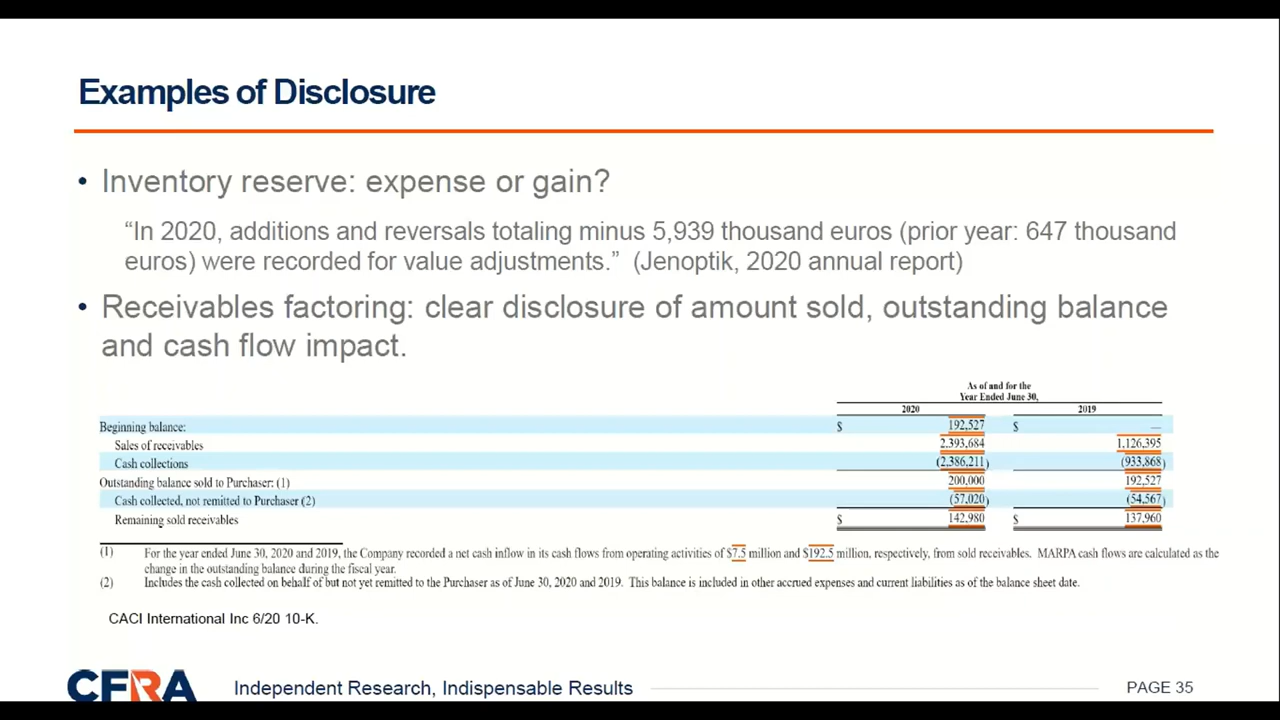 Examples of Disclosure
• Inventory reserve: expense or gain?
“In 2020, additions and reversals totaling minus 5,939 thousand euros (prior year: 647 thousand
euros) were recorded for value adjustments.” (Jenoptik, 2020 annual report)
• Receivables factoring: clear disclosure of amount sold, outstanding balance
and cash flow impact.
As of and for the
Year Ended June 30,
2020 2019
Beginning balance: $ 192,527 $ —
Sales of receivables 2,393,684 1,126,395
Cash collections (2,386,211) (933,868)
Outstanding balance sold to Purchaser: (1) 200,000 192,527
Cash collected, not remitted to Purchaser (2) (57,020) (54,567)
Remaining sold receivables $ 142,980 $ 137,960
(1) For the year ended June 30, 2020 and 2019, the Company recorded a net cash inflow in its cash flows from operating activities of $7.5 million and $192.5 million, respectively, from sold receivables. MARPA cash flows are calculated as the
change in the outstanding balance during the fiscal year.
(2) Includes the cash collected on behalf of but not yet remitted to the Purchaser as of June 30, 2020 and 2019. This balance is included in other accrued expenses and current liabilities as of the balance sheet date.
CACI International Inc 6/20 10-K.
CFRA Independent Research, Indispensable Results PAGE 35